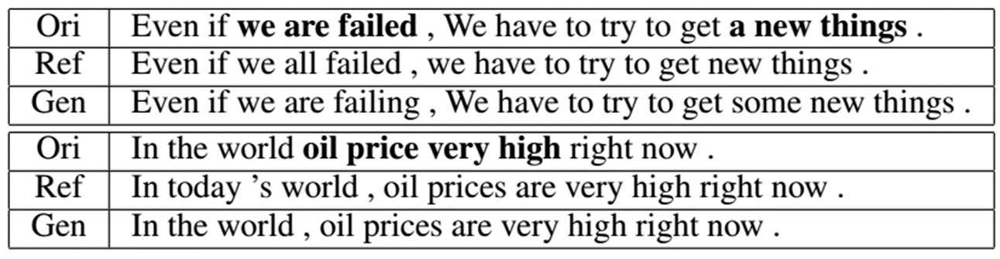 Ori Even if we are failed , We have to try to get a new things .
Ref Even if we all failed , we have to try to get new things .
Gen Even if we are failing , We have to try to get some new things .
Ori In the world oil price very high right now .
Ref In today 's world , oil prices are very high right now .
Gen In the world , oil prices are very high right now .